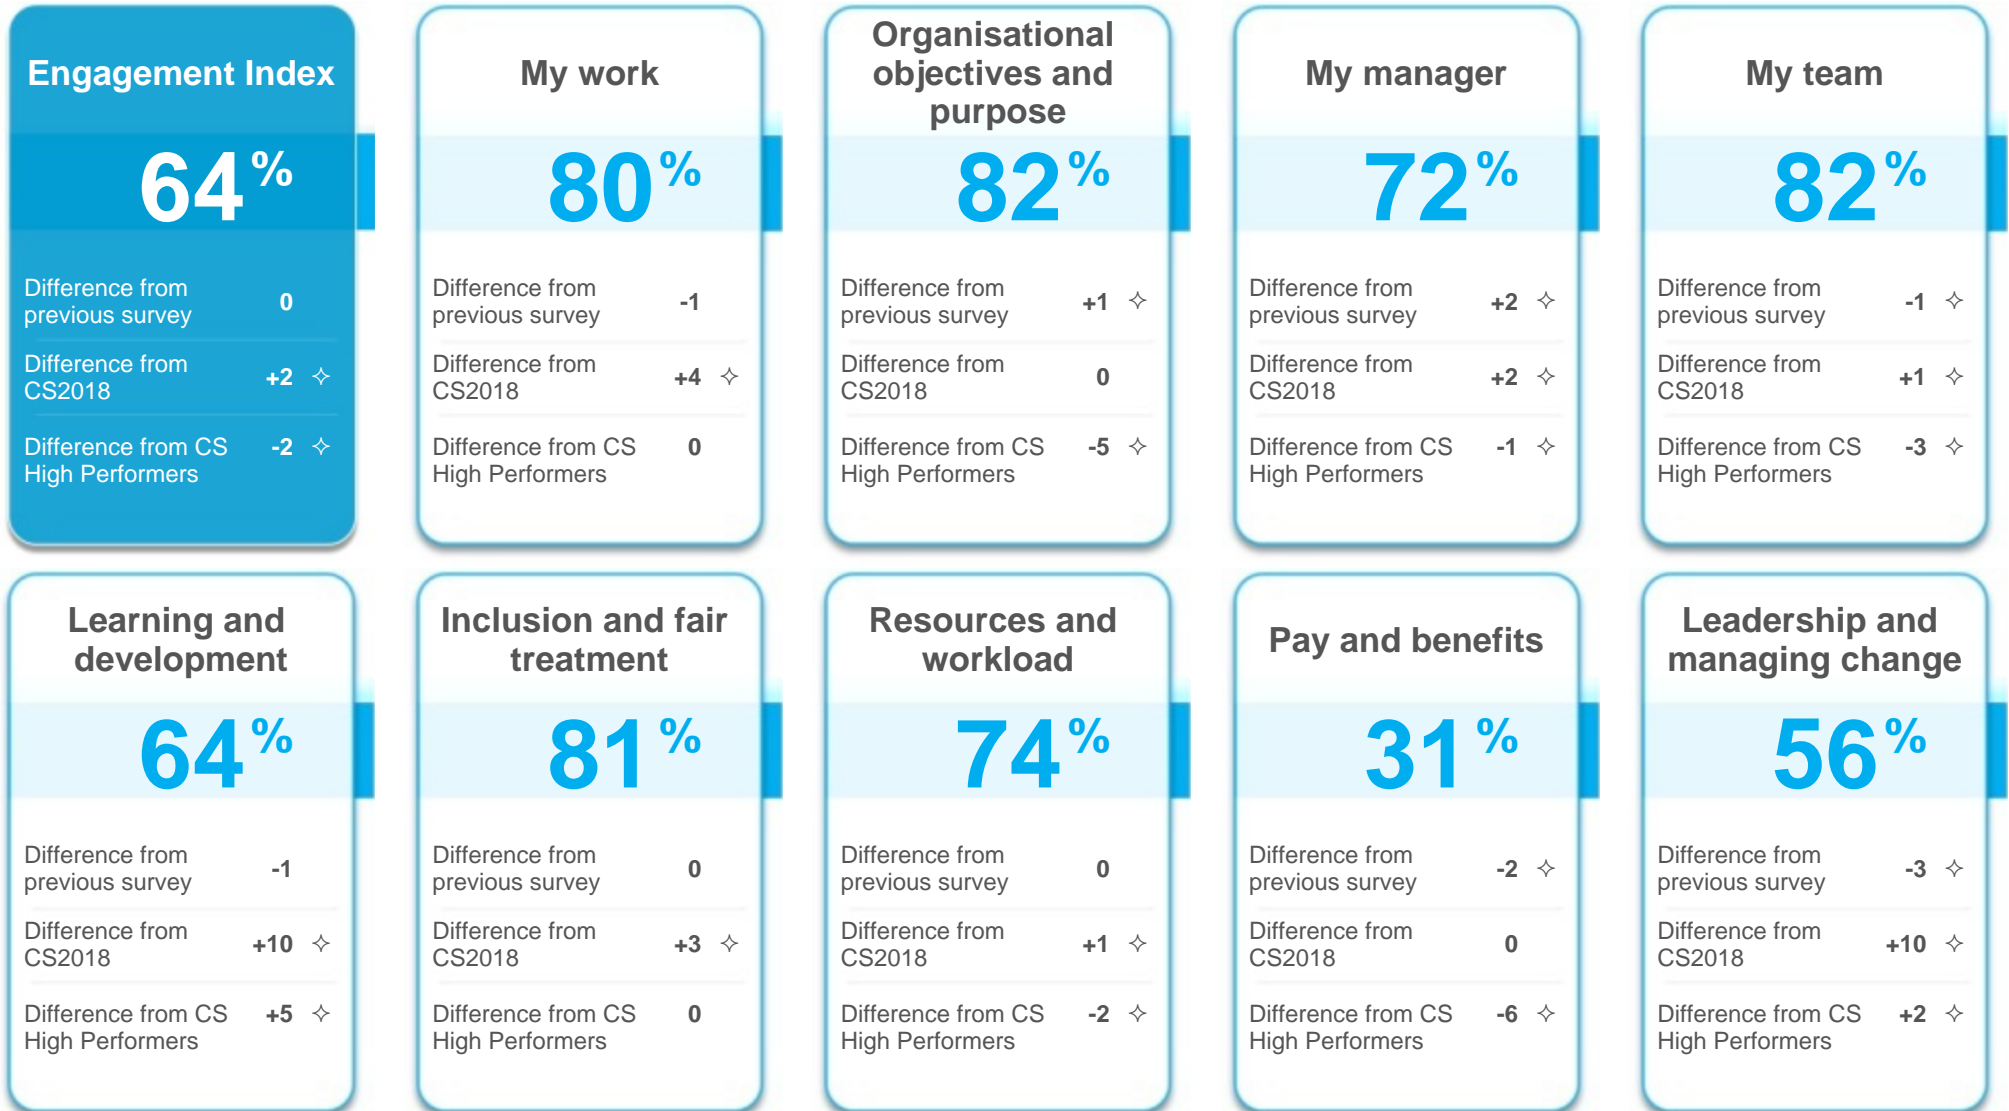 Engagement Index
64%
Difference from
previous survey 0
Difference from
CS2018 +2 ✧
Difference from CS
High Performers -2 ✧
My work
80%
Difference from
previous survey -1
Difference from
CS2018 +4 ✧
Difference from CS
High Performers 0
Organisational
objectives and
purpose
82%
Difference from
previous survey +1 ✧
Difference from
CS2018 0
Difference from CS
High Performers -5 ✧
My manager
72%
Difference from
previous survey +2 ✧
Difference from
CS2018 +2 ✧
Difference from CS
High Performers -1 ✧
My team
82%
Difference from
previous survey -1 ✧
Difference from
CS2018 +1 ✧
Difference from CS
High Performers -3 ✧
Learning and
development
64%
Difference from
previous survey -1
Difference from
CS2018 +10 ✧
Difference from CS
High Performers +5 ✧
Inclusion and fair
treatment
81%
Difference from
previous survey 0
Difference from
CS2018 +3 ✧
Difference from CS
High Performers 0
Resources and
workload
74%
Difference from
previous survey 0
Difference from
CS2018 +1 ✧
Difference from CS
High Performers -2 ✧
Pay and benefits
31%
Difference from
previous survey -2 ✧
Difference from
CS2018 0
Difference from CS
High Performers -6 ✧
Leadership and
managing change
56%
Difference from
previous survey -3 ✧
Difference from
CS2018 +10 ✧
Difference from CS
High Performers +2 ✧